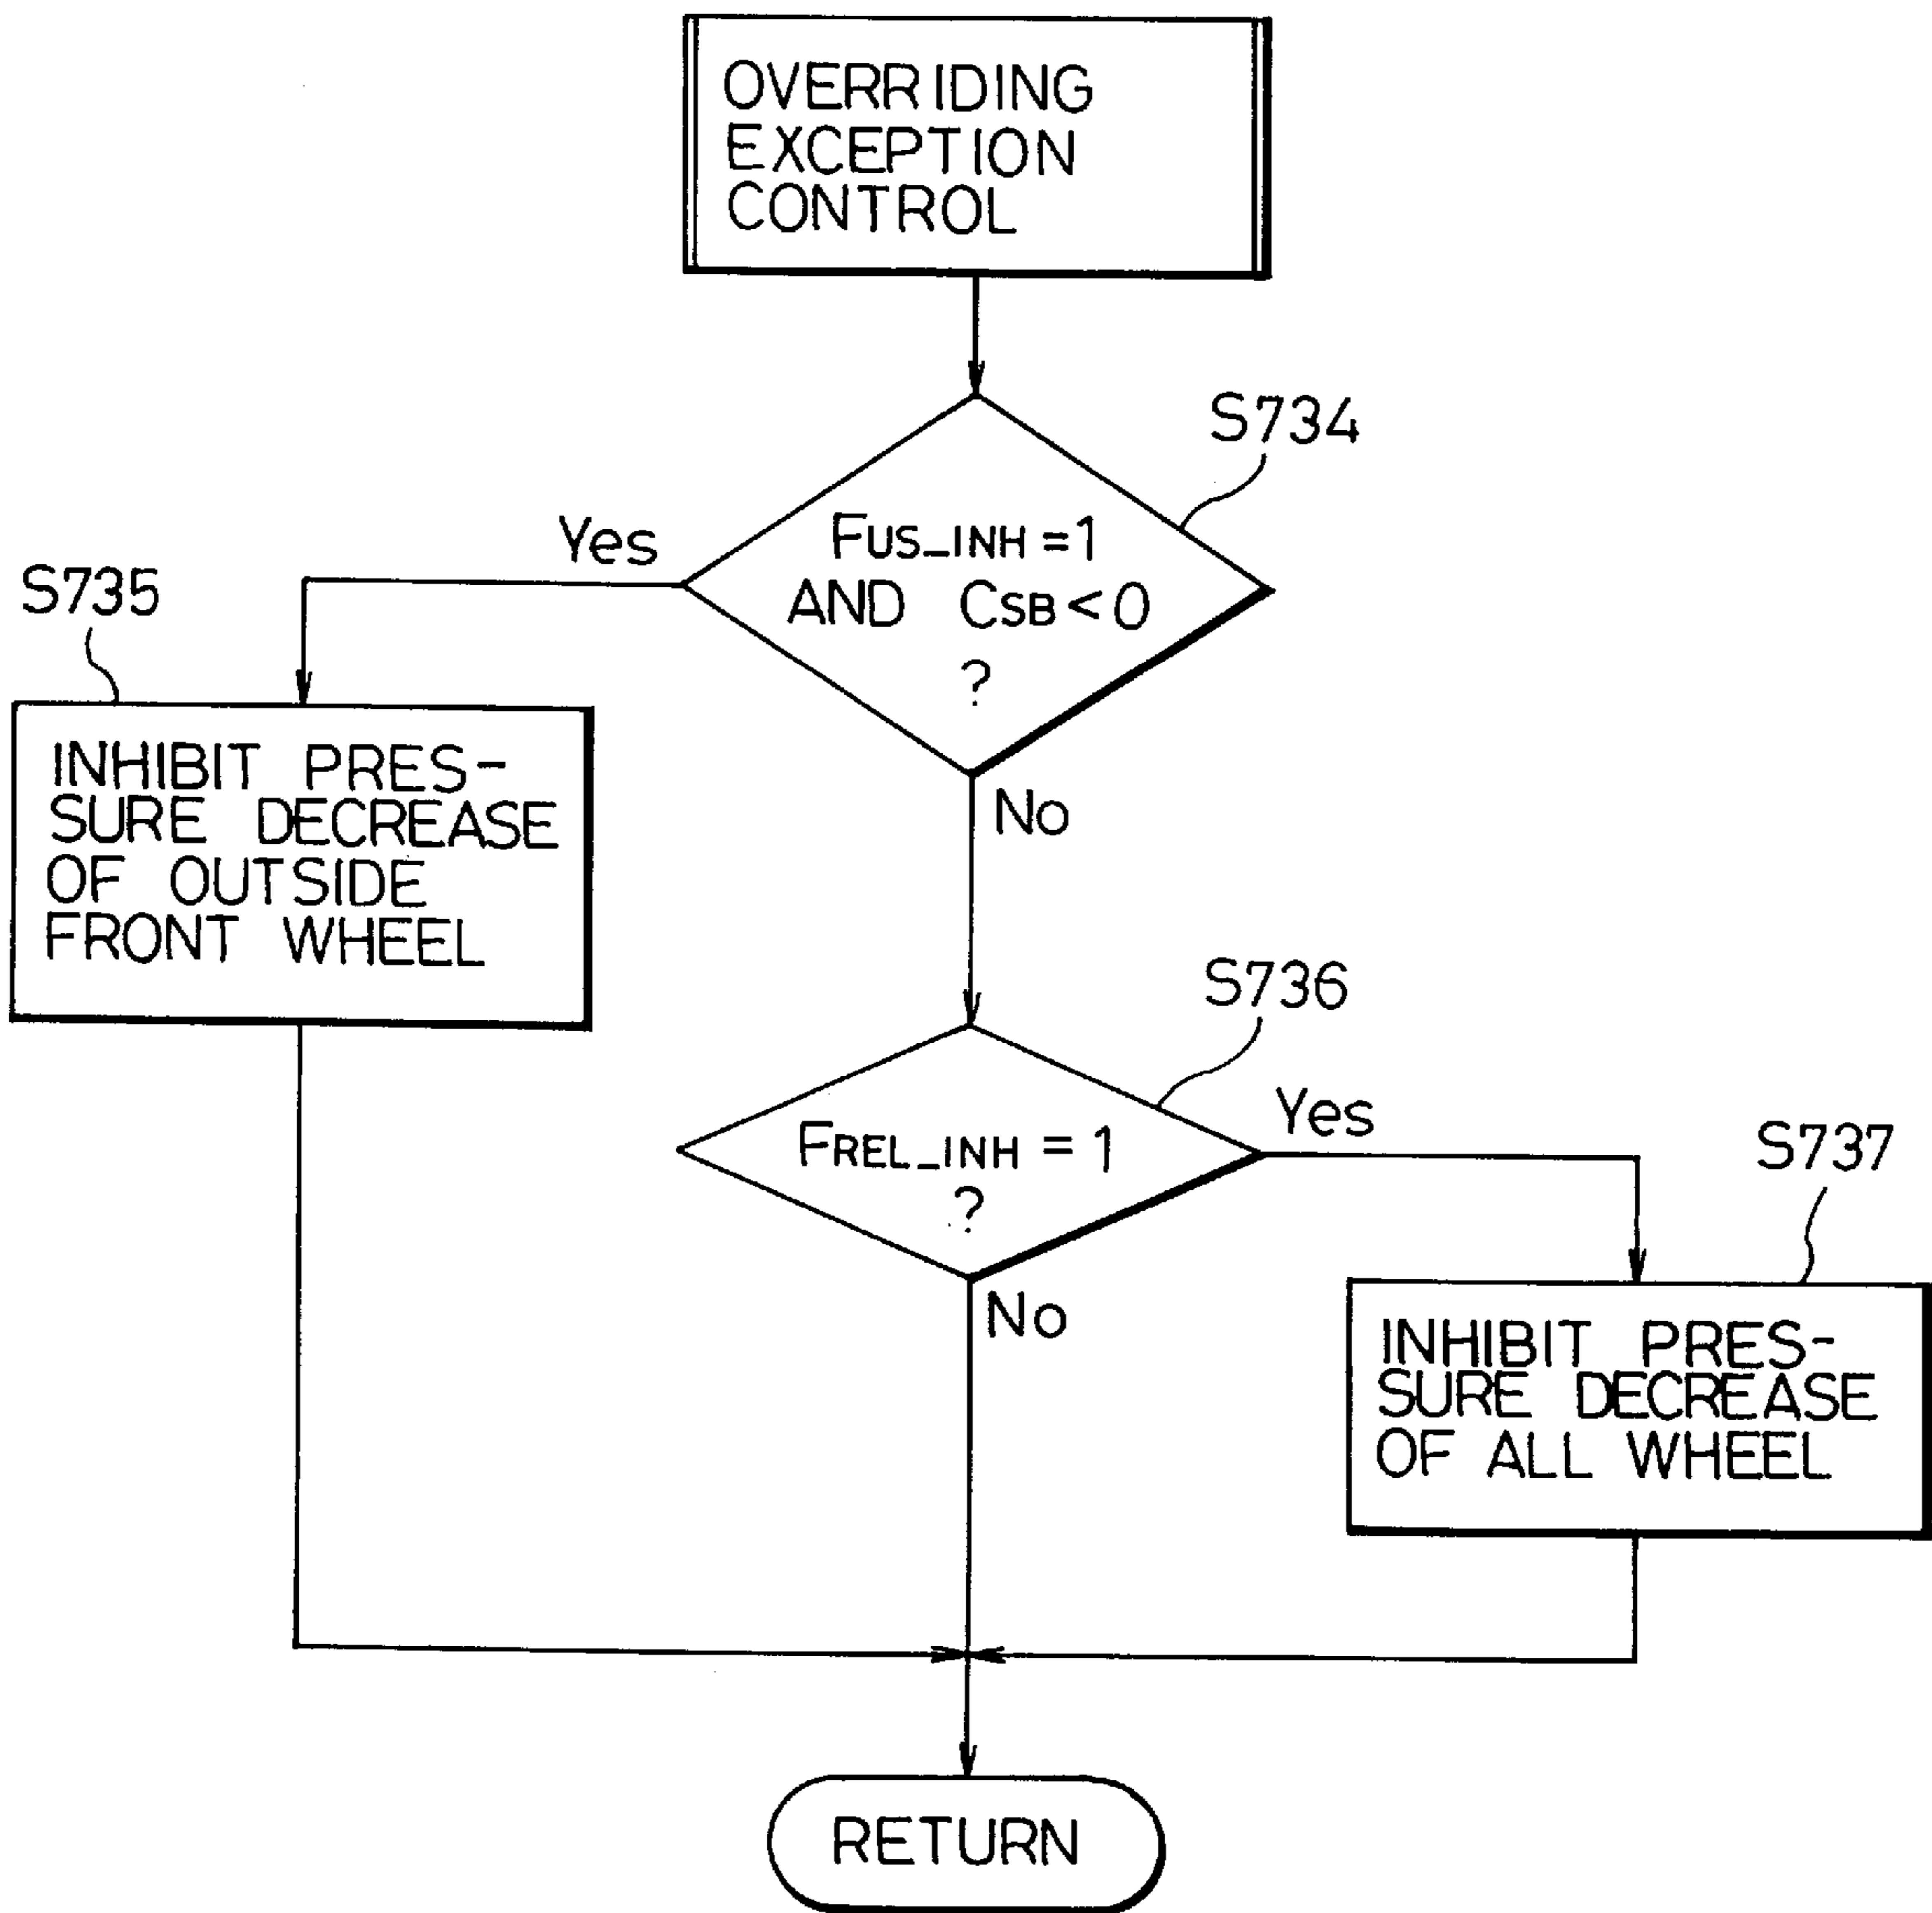 OVERRIDING
EXCEPTION
CONTROL
S734
Yes
FUS_INH = 1
AND CSB < 0
?
S735
INHIBIT PRES-
SURE DECREASE
OF OUTSIDE
FRONT WHEEL
No
S736
FREL_INH = 1
?
Yes
S737
No
INHIBIT PRES-
SURE DECREASE
OF ALL WHEEL
RETURN